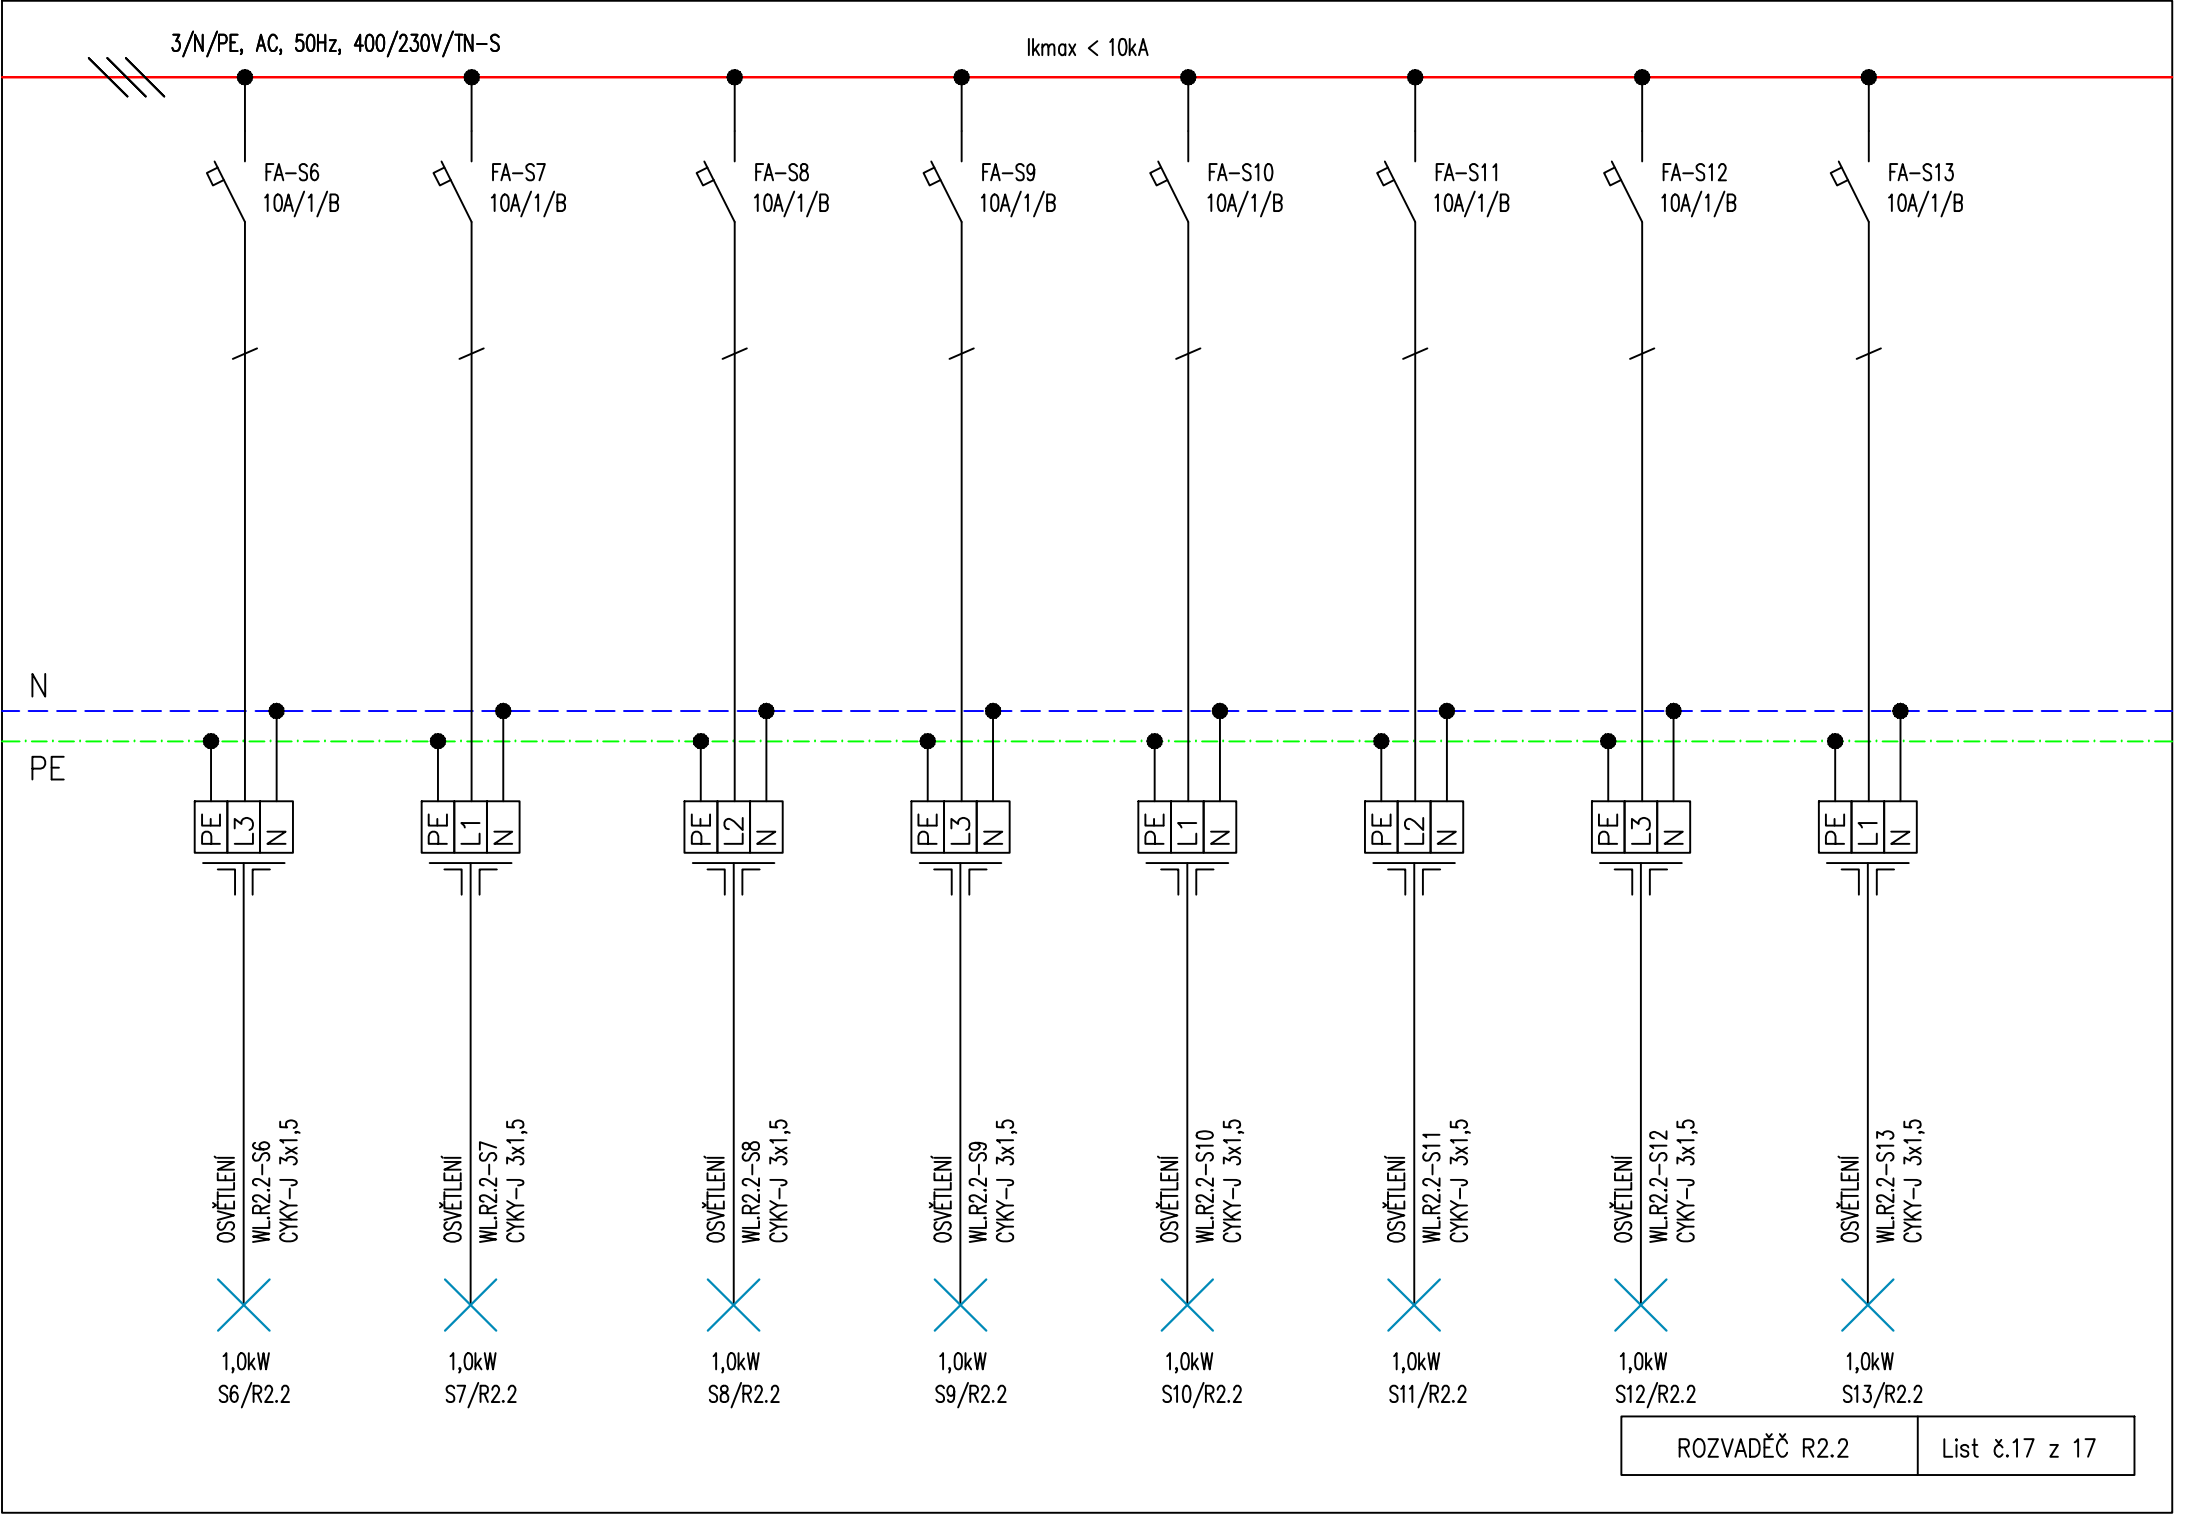 3/N/PE, AC, 50Hz, 400/230V/TN-S
Ikmax < 10kA
FA-S6
10A/1/B
FA-S7
10A/1/B
FA-S8
10A/1/B
FA-S9
10A/1/B
FA-S10
10A/1/B
FA-S11
10A/1/B
FA-S12
10A/1/B
FA-S13
10A/1/B
N
PE
PE L3 N
PE L1 N
PE L2 N
PE L3 N
PE L1 N
PE L2 N
PE L3 N
PE L1 N
OSVĚTLENÍ
WL.R2.2-S6
CYKY-J 3x1,5
OSVĚTLENÍ
WL.R2.2-S7
CYKY-J 3x1,5
OSVĚTLENÍ
WL.R2.2-S8
CYKY-J 3x1,5
OSVĚTLENÍ
WL.R2.2-S9
CYKY-J 3x1,5
OSVĚTLENÍ
WL.R2.2-S10
CYKY-J 3x1,5
OSVĚTLENÍ
WL.R2.2-S11
CYKY-J 3x1,5
OSVĚTLENÍ
WL.R2.2-S12
CYKY-J 3x1,5
OSVĚTLENÍ
WL.R2.2-S13
CYKY-J 3x1,5
1,0kW
S6/R2.2
1,0kW
S7/R2.2
1,0kW
S8/R2.2
1,0kW
S9/R2.2
1,0kW
S10/R2.2
1,0kW
S11/R2.2
1,0kW
S12/R2.2
1,0kW
S13/R2.2
ROZVADĚČ R2.2
List č.17 z 17